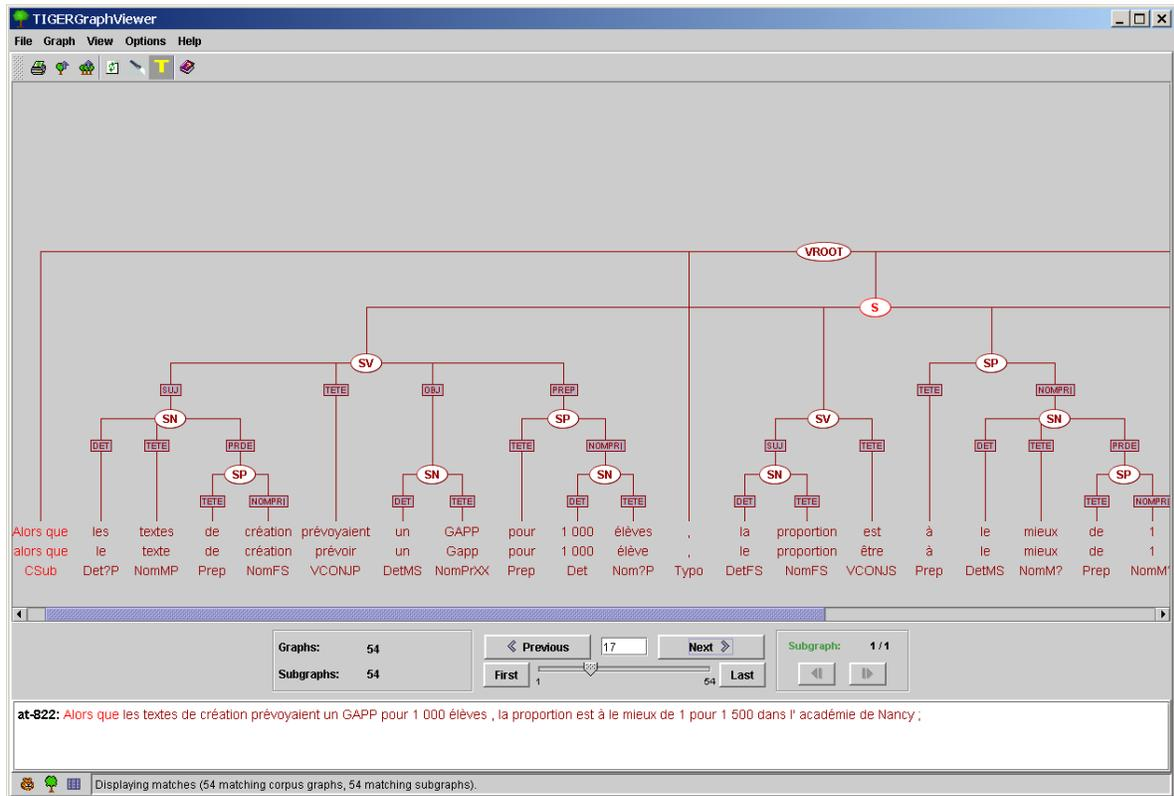 TIGERGraphViewer
File Graph View Options Help
T
VROOT
S
SV SP
SUJ TETE OBJ PREP TETE NOMPRI
SN SP SV SN
DET TETE PRDE TETE NOMPRI SUJ TETE DET TETE PRDE
SP SN SN SN SP
TETE NOMPRI DET TETE DET TETE DET TETE TETE NOMPRI
Alors que les textes de création prévoyaient un GAPP pour 1 000 élèves , la proportion est à le mieux de 1
alors que le texte de création prévoir un Gapp pour 1 000 élève , le proportion être à le mieux de 1
CSub Det?P NomMP Prep NomFS VCONJP DetMS NomPrXX Prep Det Nom?P Typo DetFS NomFS VCONJS Prep DetMS NomM? Prep NomM'
Graphs: 54
Subgraphs: 54
Previous 17 Next
First 1 54 Last
Subgraph: 1 / 1
at-822: Alors que les textes de création prévoyaient un GAPP pour 1 000 élèves , la proportion est à le mieux de 1 pour 1 500 dans l' académie de Nancy ;
Displaying matches (54 matching corpus graphs, 54 matching subgraphs).